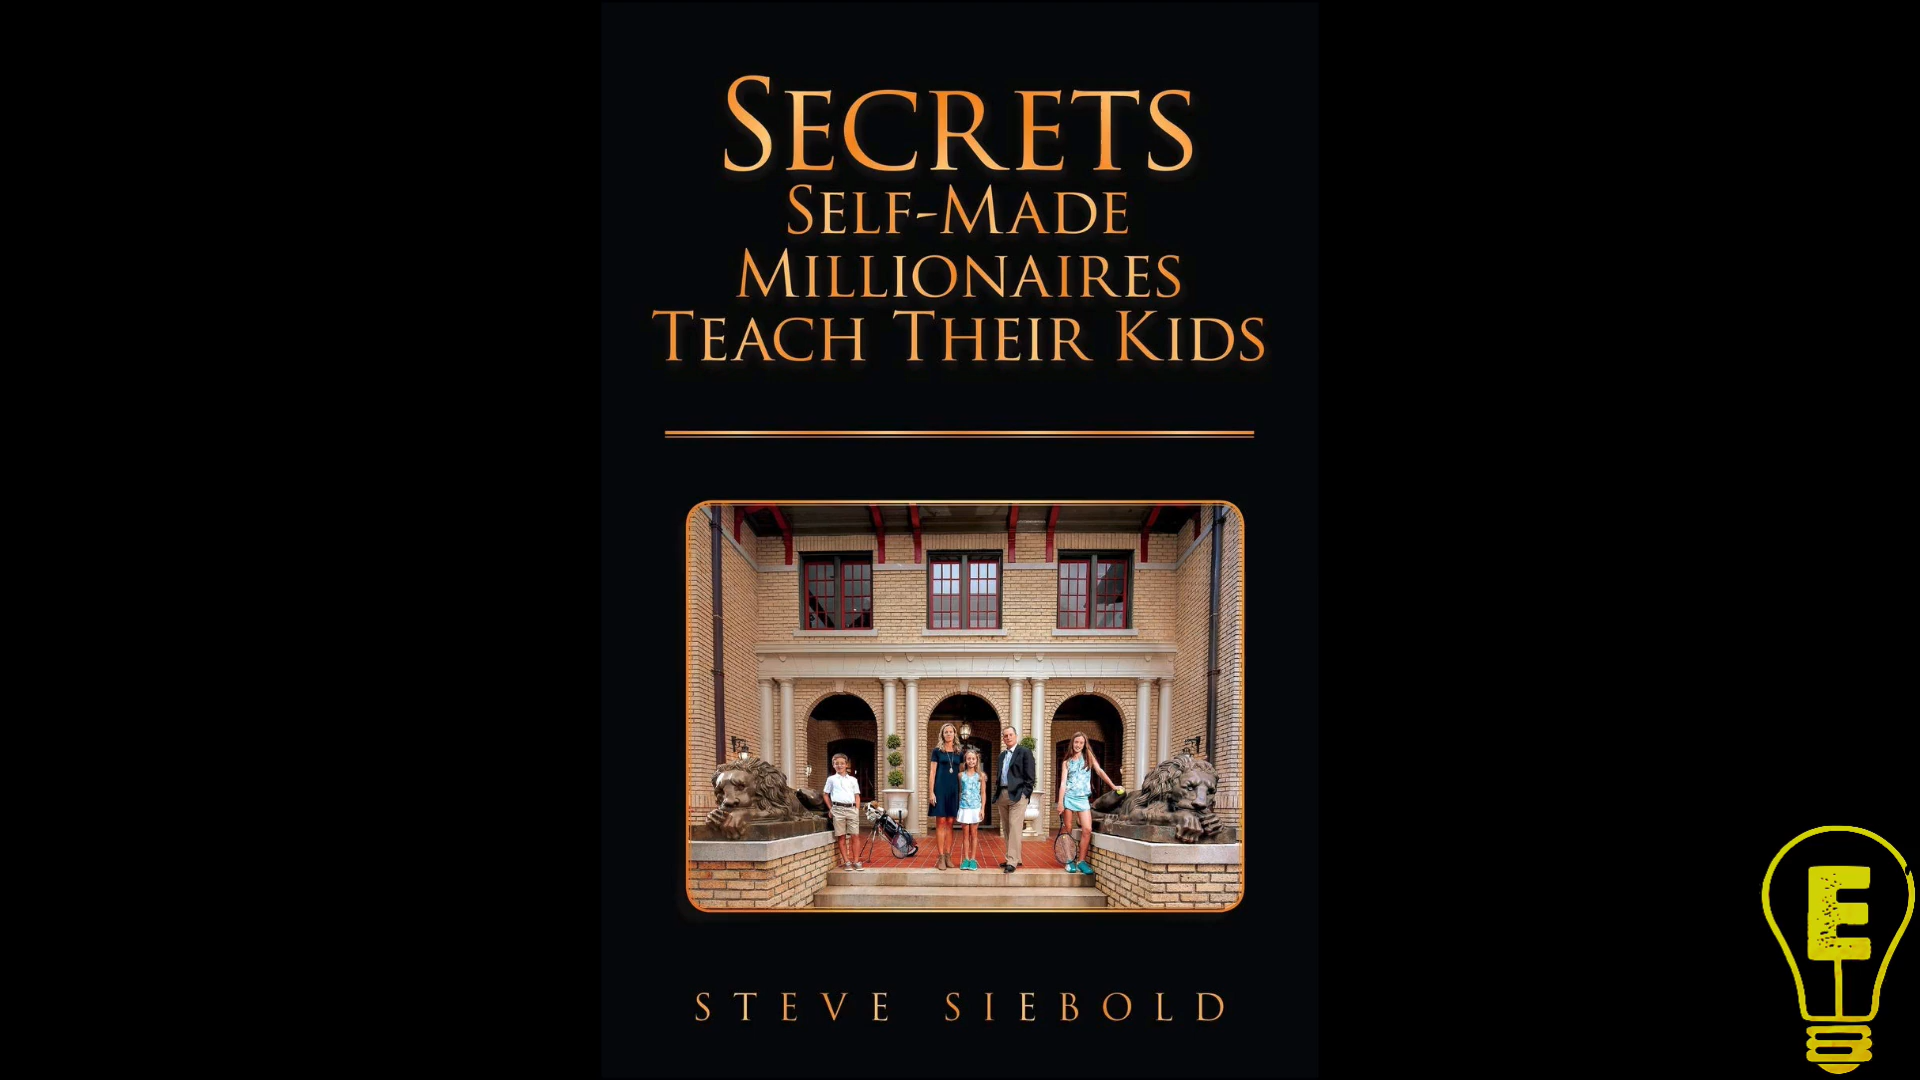 Secrets
Self-Made
Millionaires
Teach Their Kids
STEVE SIEBOLD
E